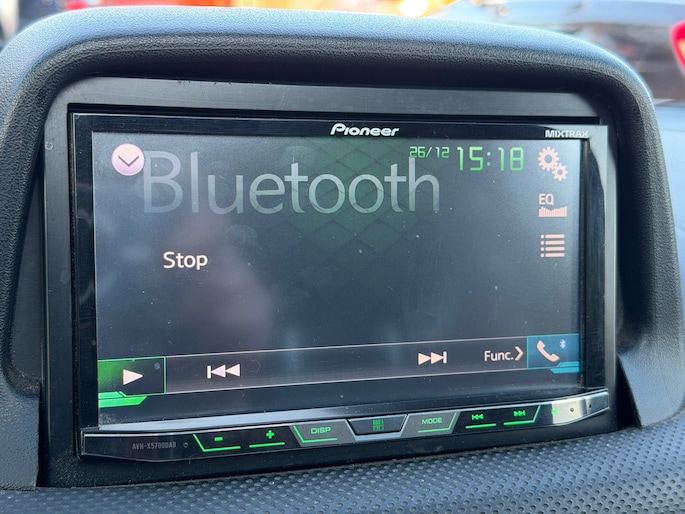 Pioneer
MIXTRAX
26/12 15:18
Bluetooth
EQ
Stop
Func.
AVH-X5700DAB
DISP
MODE